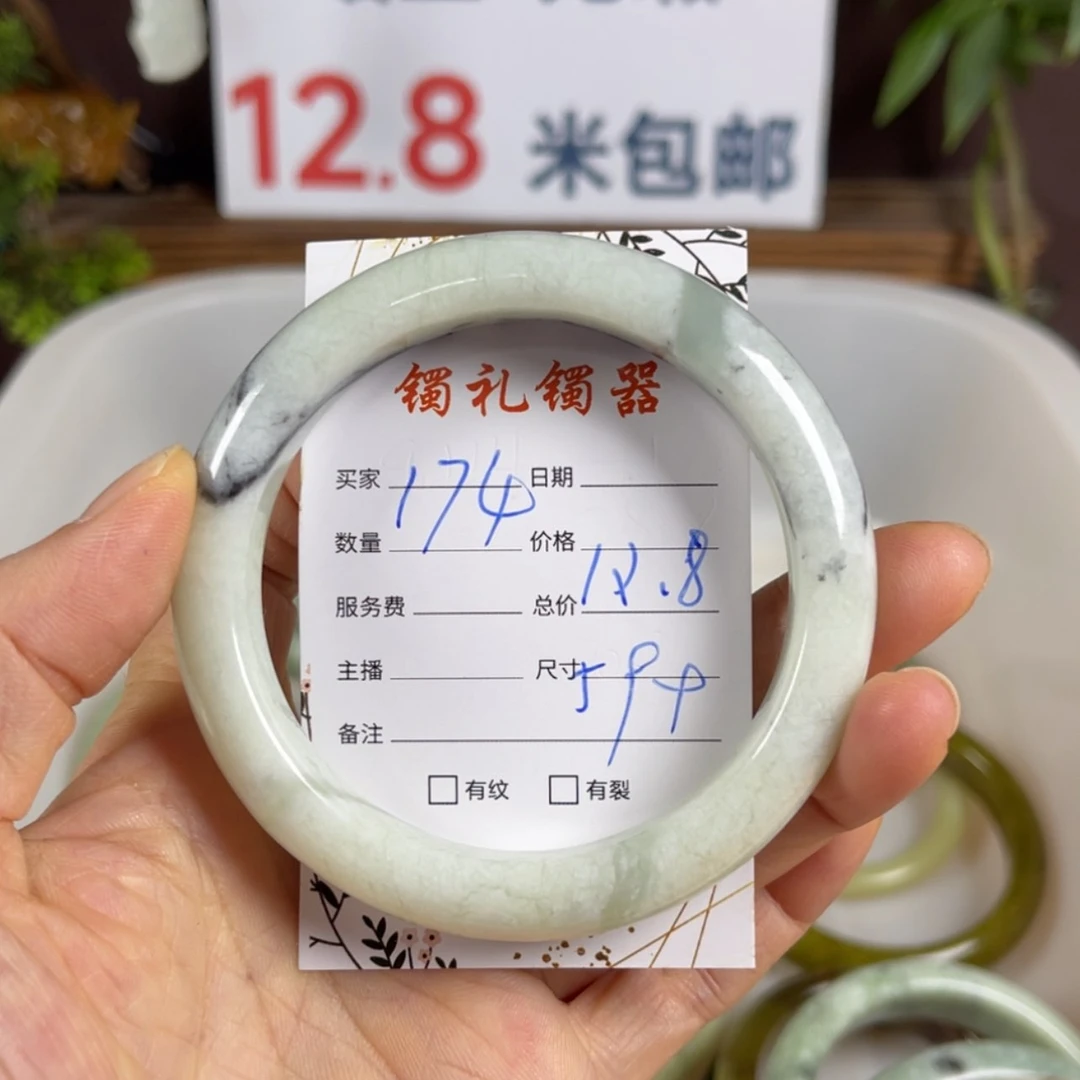 12.8 米包邮
镯礼镯器
买家 174 日期
数量 价格 12.8
服务费 总价
主播 尺寸 59
备注
□有纹 □有裂